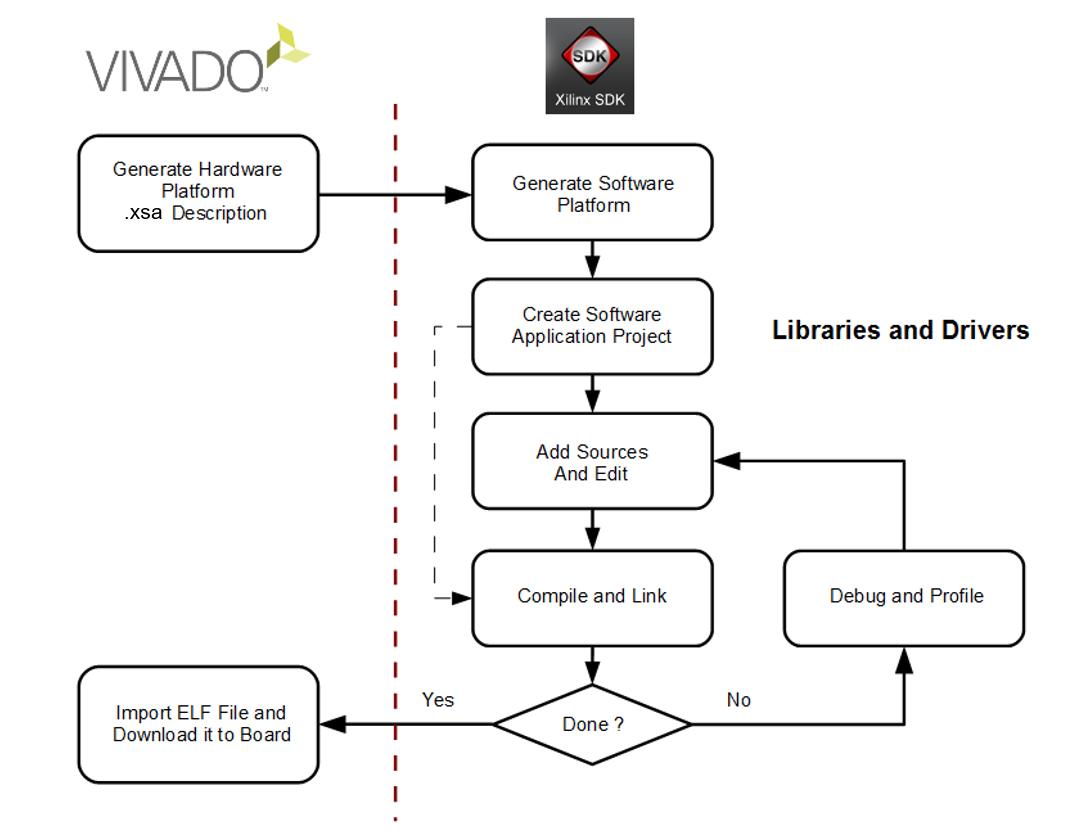 VIVADO™
SDK
Xilinx SDK
Generate Hardware
Platform
.xsa Description
Generate Software
Platform
Create Software
Application Project
Libraries and Drivers
Add Sources
And Edit
Compile and Link
Debug and Profile
Yes
No
Done ?
Import ELF File and
Download it to Board